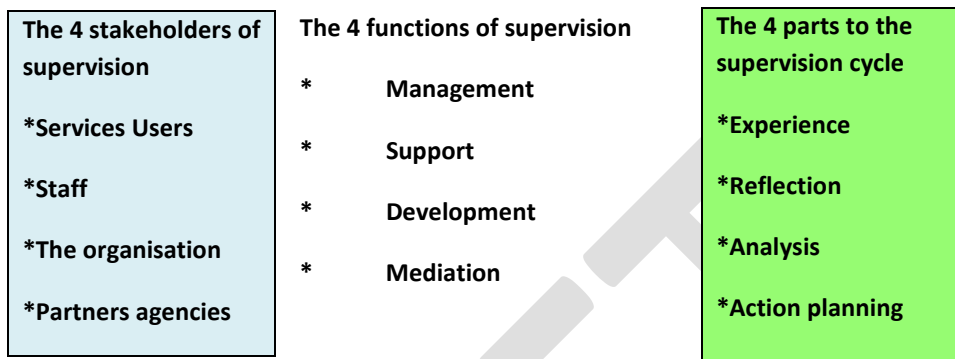 The 4 stakeholders of
supervision
*Services Users
*Staff
*The organisation
*Partners agencies
The 4 functions of supervision
* Management
* Support
* Development
* Mediation
The 4 parts to the
supervision cycle
*Experience
*Reflection
*Analysis
*Action planning